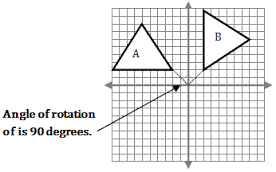 A
B
Angle of rotation
of is 90 degrees.